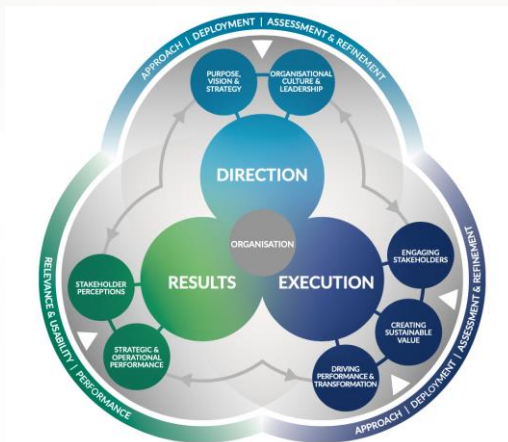 APPROACH | DEPLOYMENT | ASSESSMENT & REFINEMENT
PURPOSE,
VISION &
STRATEGY
ORGANISATIONAL
CULTURE &
LEADERSHIP
DIRECTION
ORGANISATION
RESULTS
EXECUTION
STAKEHOLDER
PERCEPTIONS
STRATEGIC &
OPERATIONAL
PERFORMANCE
ENGAGING
STAKEHOLDERS
CREATING
SUSTAINABLE
VALUE
DRIVING
PERFORMANCE &
TRANSFORMATION
RELEVANCE & USABILITY | PERFORMANCE
APPROACH | DEPLOYMENT | ASSESSMENT & REFINEMENT